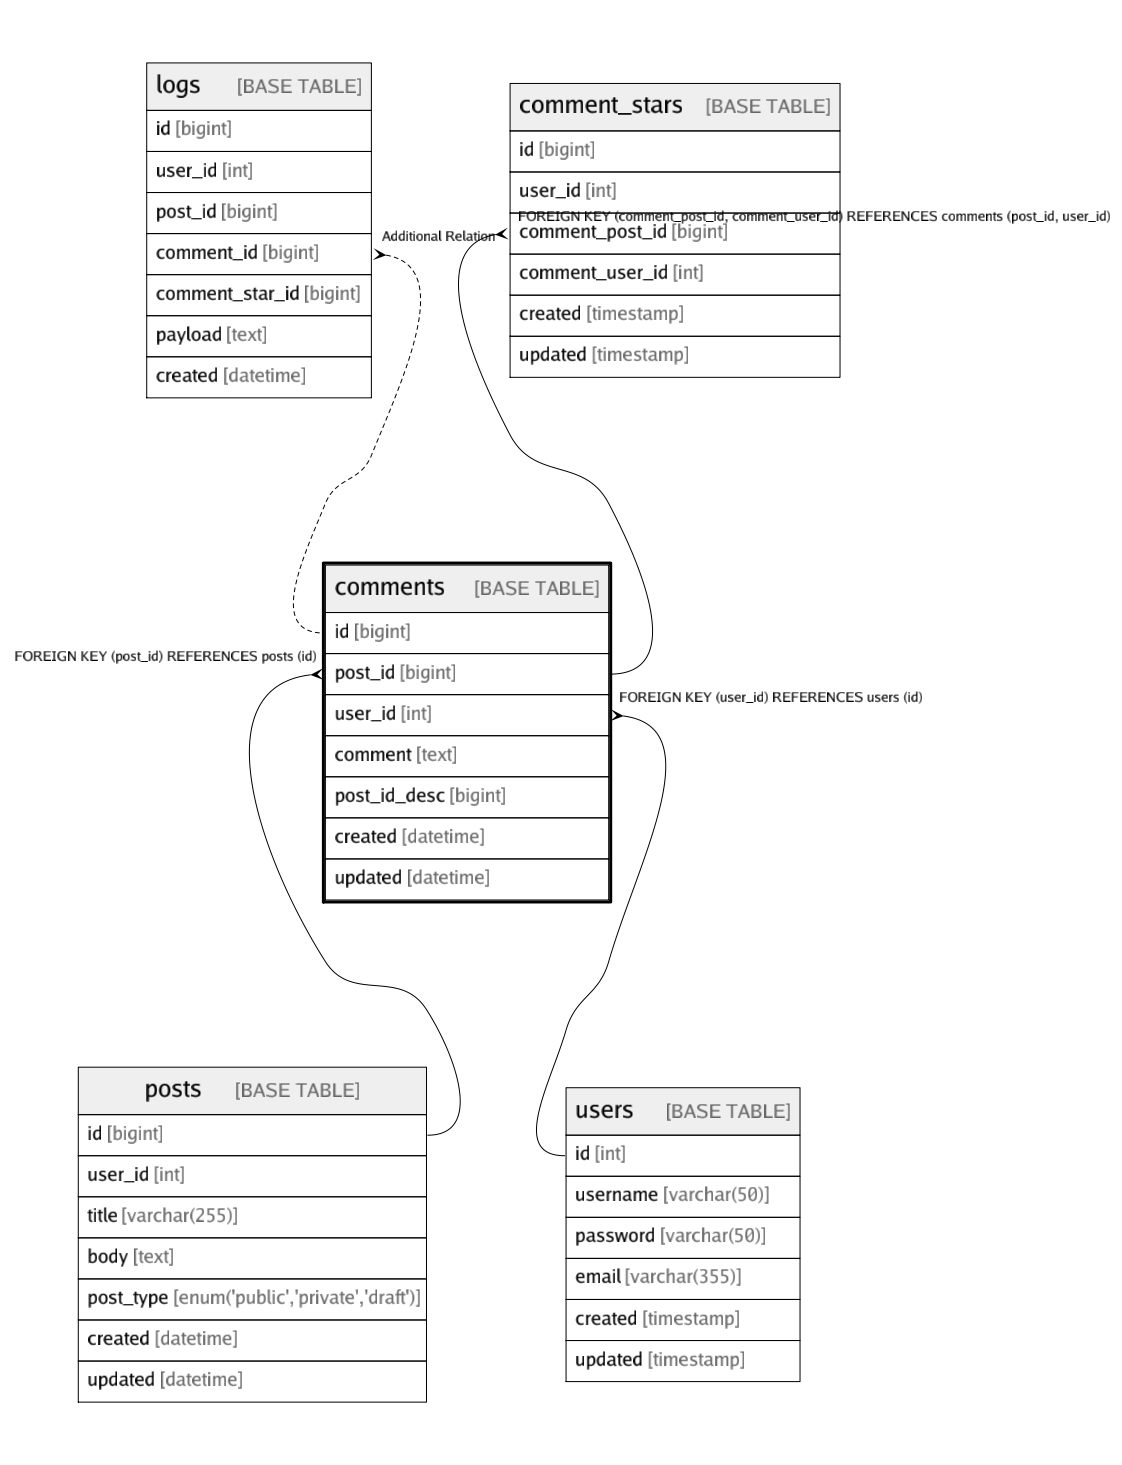 logs [BASE TABLE]
id [bigint]
user_id [int]
post_id [bigint]
comment_id [bigint]
comment_star_id [bigint]
payload [text]
created [datetime]
Additional Relation
comment_stars [BASE TABLE]
id [bigint]
user_id [int]
FOREIGN KEY (comment_post_id, comment_user_id) REFERENCES comments (post_id, user_id)
comment_post_id [bigint]
comment_user_id [int]
created [timestamp]
updated [timestamp]
comments [BASE TABLE]
id [bigint]
FOREIGN KEY (post_id) REFERENCES posts (id)
post_id [bigint]
FOREIGN KEY (user_id) REFERENCES users (id)
user_id [int]
comment [text]
post_id_desc [bigint]
created [datetime]
updated [datetime]
posts [BASE TABLE]
id [bigint]
user_id [int]
title [varchar(255)]
body [text]
post_type [enum('public','private','draft')]
created [datetime]
updated [datetime]
users [BASE TABLE]
id [int]
username [varchar(50)]
password [varchar(50)]
email [varchar(355)]
created [timestamp]
updated [timestamp]